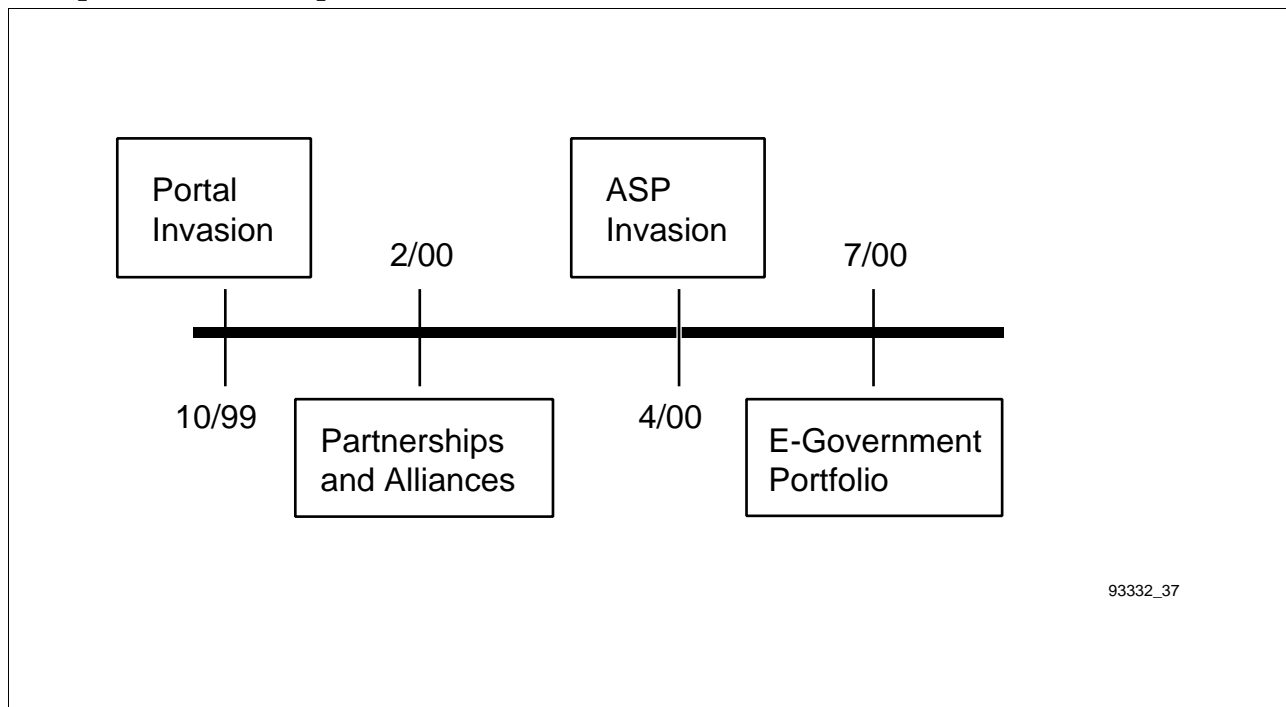 Portal
Invasion
ASP
Invasion
2/00
7/00
10/99
4/00
Partnerships
and Alliances
E-Government
Portfolio
93332_37